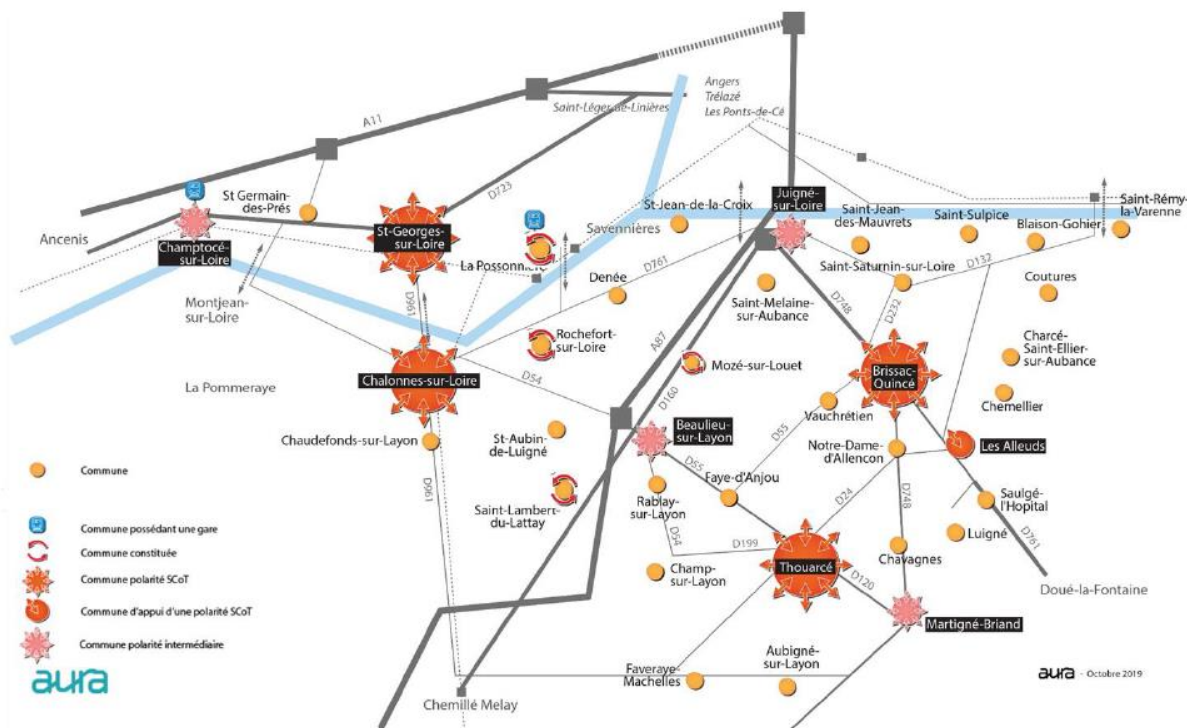 Angers
Trélazé
Les Ponts-de-Cé
Saint-Léger-de-Linières
A11
D723
St Germain-
des-Prés
Ancenis
Champtocé-
sur-Loire
St-Georges-
sur-Loire
La Possonnière
Savennières
St-Jean-de-la-Croix
Juigné-
sur-Loire
Saint-Jean
des-Mauvrets
Saint-Sulpice
Blaison-Gohier
Saint-Rémy-
la-Varenne
Montjean-
sur-Loire
D961
Denée
D761
Saint-Melaine-
sur-Aubance
Saint-Saturnin-sur-Loire
D132
D232
D748
Coutures
Rochefort-
sur-Loire
A87
D160
Mozé-sur-Louet
Brissac-
Quincé
Charcé-
Saint-Ellier-
sur-Aubance
Chemellier
La Pommeraye
Chalonnes-sur-Loire
D54
Vauchrétien
D55
Chaudefonds-sur-Layon
St-Aubin-
de-Luigné
Beaulieu-
sur-Layon
Notre-Dame-
d'Allencon
Les Alleuds
D55
Faye-d'Anjou
D961
Saint-Lambert-
du-Lattay
Rablay-
sur-Layon
D54
D24
D748
Saulgé-
l'Hopital
Luigné
D761
D199
Champ-
sur-Layon
Thouarcé
D120
Chavagnes
Doué-la-Fontaine
Martigné-Briand
Faveraye-
Machelles
Aubigné-
sur-Layon
Chemillé Melay
Commune
Commune possédant une gare
Commune constituée
Commune polarité SCoT
Commune d'appui d'une polarité SCoT
Commune polarité intermédiaire
aura
aura - Octobre 2019